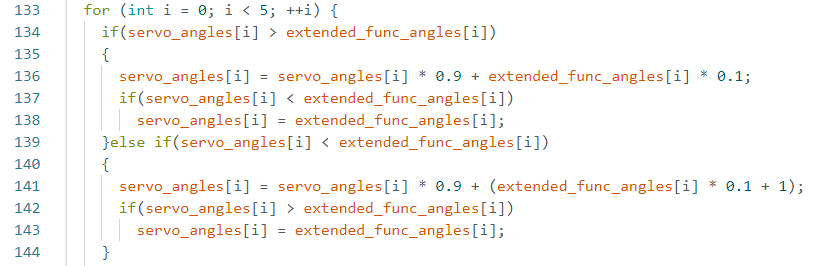 133 for (int i = 0; i < 5; ++i) {
134 if(servo_angles[i] > extended_func_angles[i])
135 {
136 servo_angles[i] = servo_angles[i] * 0.9 + extended_func_angles[i] * 0.1;
137 if(servo_angles[i] < extended_func_angles[i])
138 servo_angles[i] = extended_func_angles[i];
139 }else if(servo_angles[i] < extended_func_angles[i])
140 {
141 servo_angles[i] = servo_angles[i] * 0.9 + (extended_func_angles[i] * 0.1 + 1);
142 if(servo_angles[i] > extended_func_angles[i])
143 servo_angles[i] = extended_func_angles[i];
144 }